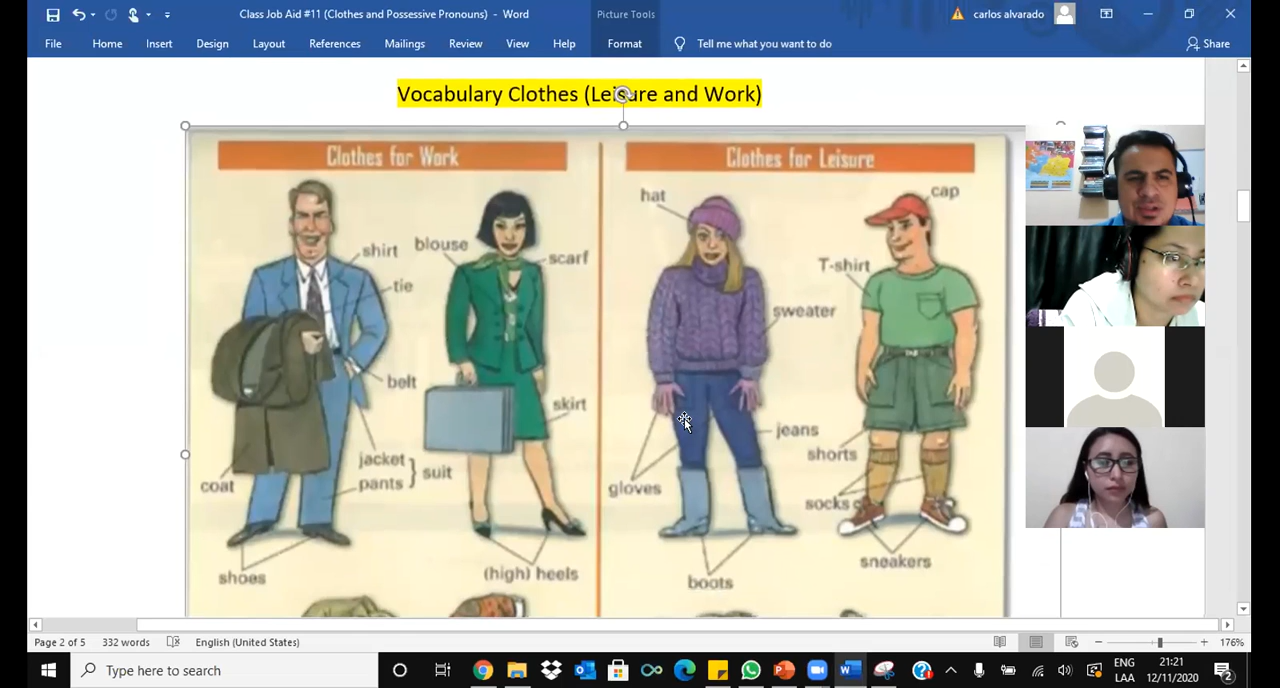 Class Job Aid #11 (Clothes and Possessive Pronouns) - Word
Picture Tools
carlos alvarado
File Home Insert Design Layout References Mailings Review View Help Format Tell me what you want to do Share
Vocabulary Clothes (Leisure and Work)
Clothes for Work
Clothes for Leisure
hat
cap
shirt
blouse
scarf
T-shirt
tie
sweater
belt
skirt
jeans
shorts
jacket
pants
suit
coat
gloves
socks
shoes
(high) heels
boots
sneakers
Page 2 of 5 332 words English (United States) 176%
Type here to search
ENG
LAA
21:21
12/11/2020
2